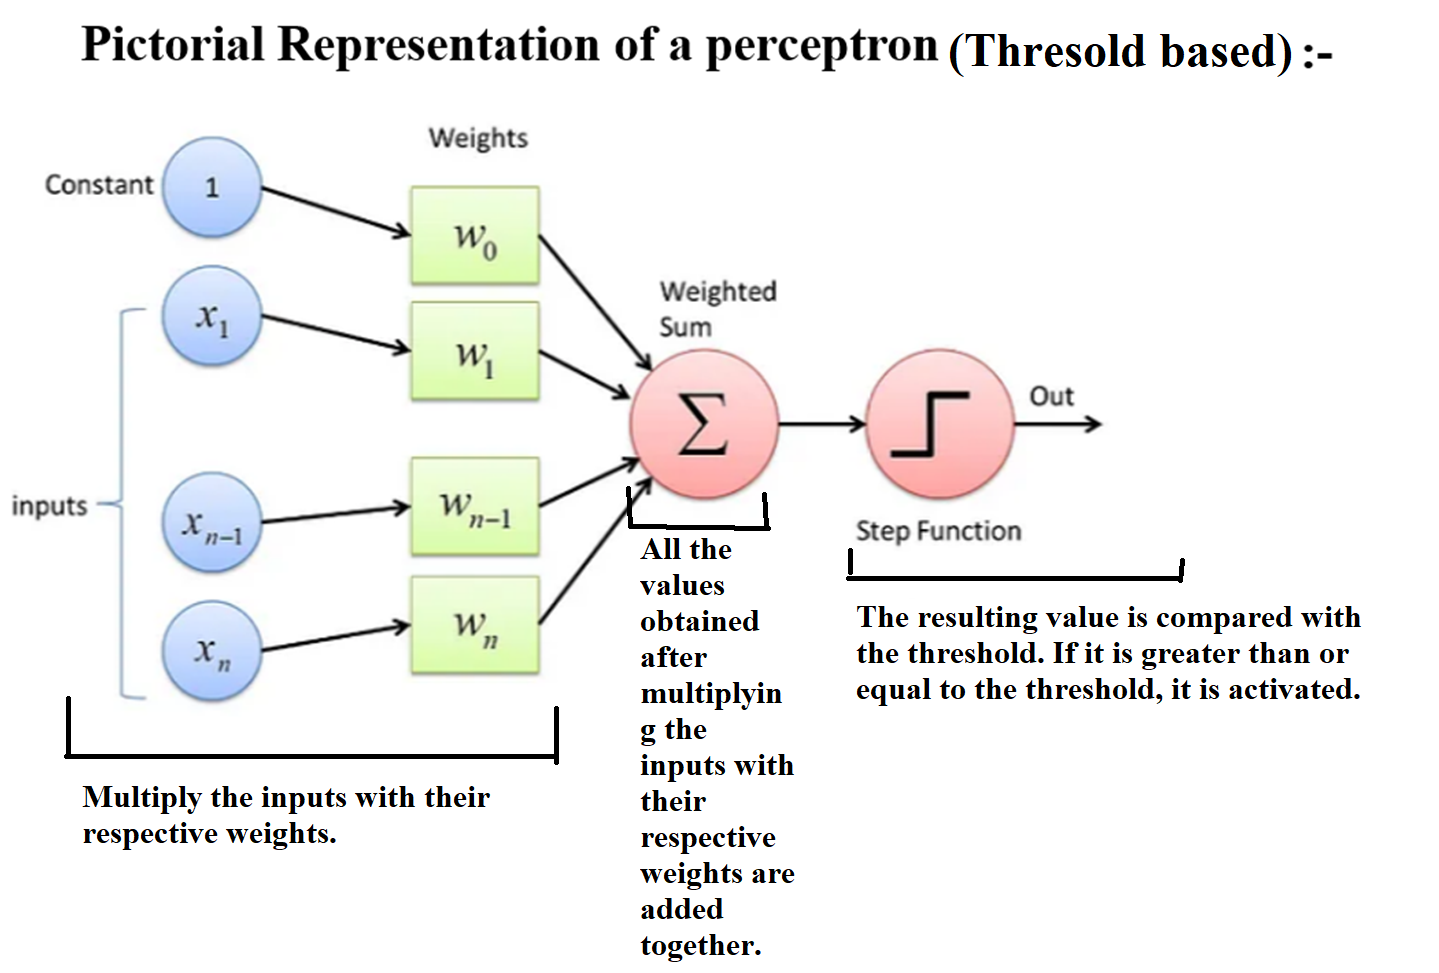 Pictorial Representation of a perceptron (Thresold based) :-
Weights
Constant
1
w0
x1
w1
Weighted
Sum
Σ
Out
inputs
xn-1
wn-1
Step Function
xn
wn
Multiply the inputs with their
respective weights.
All the
values
obtained
after
multiplyin
g the
inputs with
their
respective
weights are
added
together.
The resulting value is compared with
the threshold. If it is greater than or
equal to the threshold, it is activated.